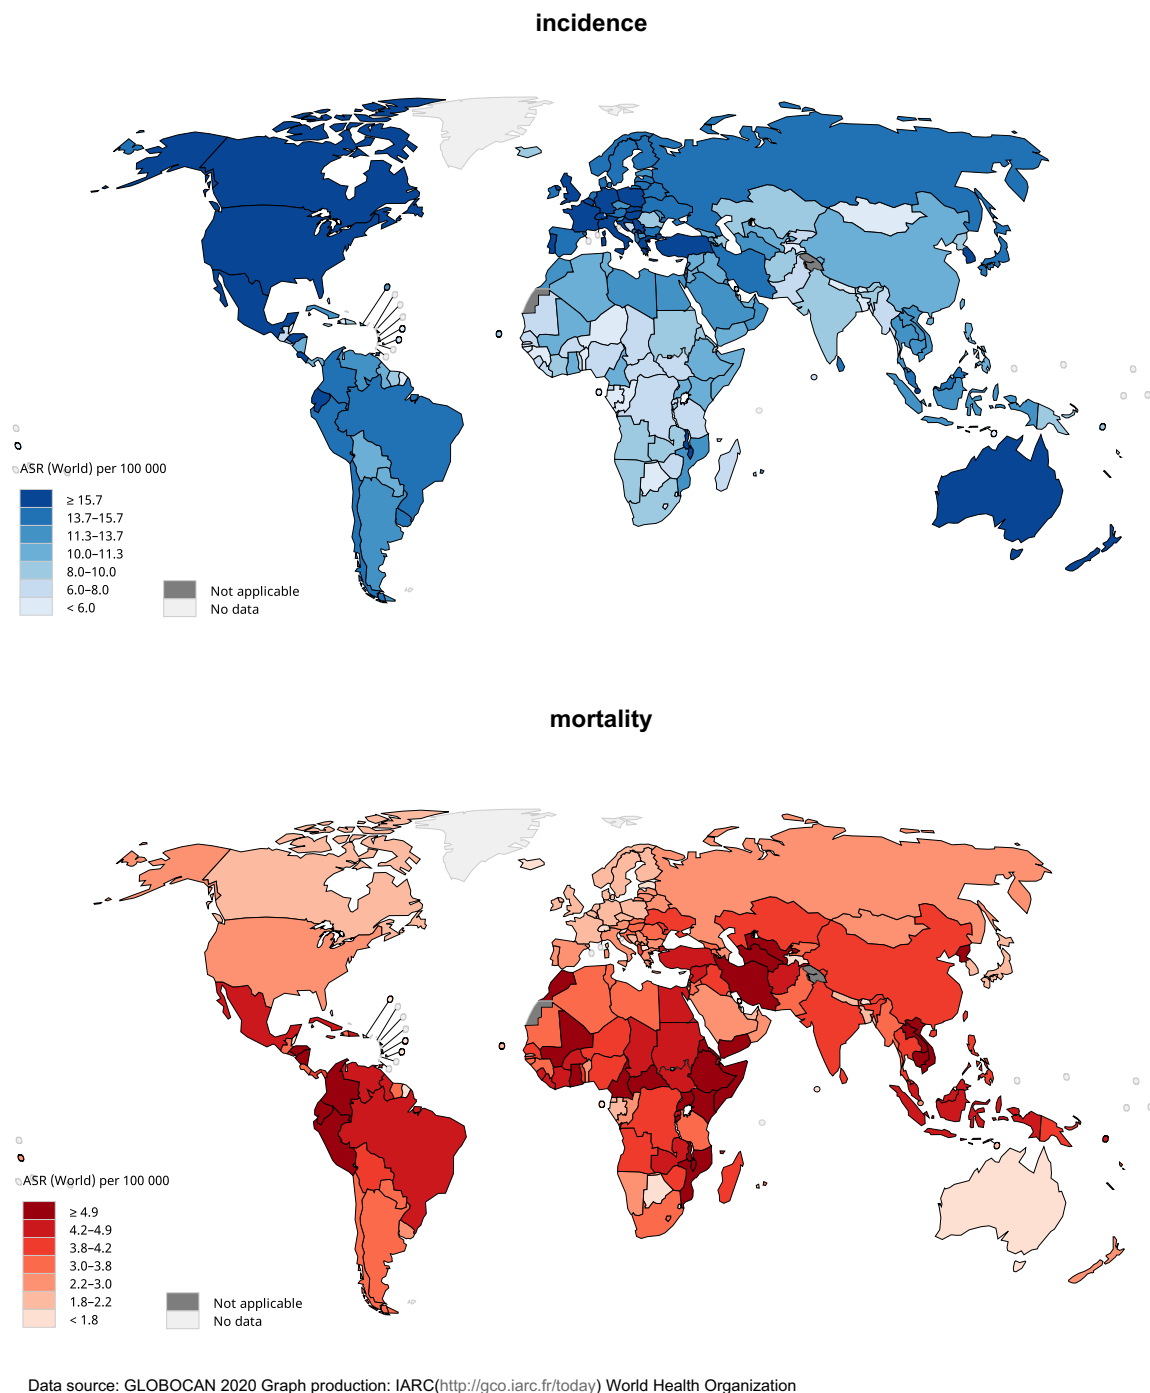 incidence
ASR (World) per 100 000
≥ 15.7
13.7–15.7
11.3–13.7
10.0–11.3
8.0–10.0
6.0–8.0
< 6.0
Not applicable
No data
mortality
ASR (World) per 100 000
≥ 4.9
4.2–4.9
3.8–4.2
3.0–3.8
2.2–3.0
1.8–2.2
< 1.8
Not applicable
No data
Data source: GLOBOCAN 2020 Graph production: IARC(http://gco.iarc.fr/today) World Health Organization